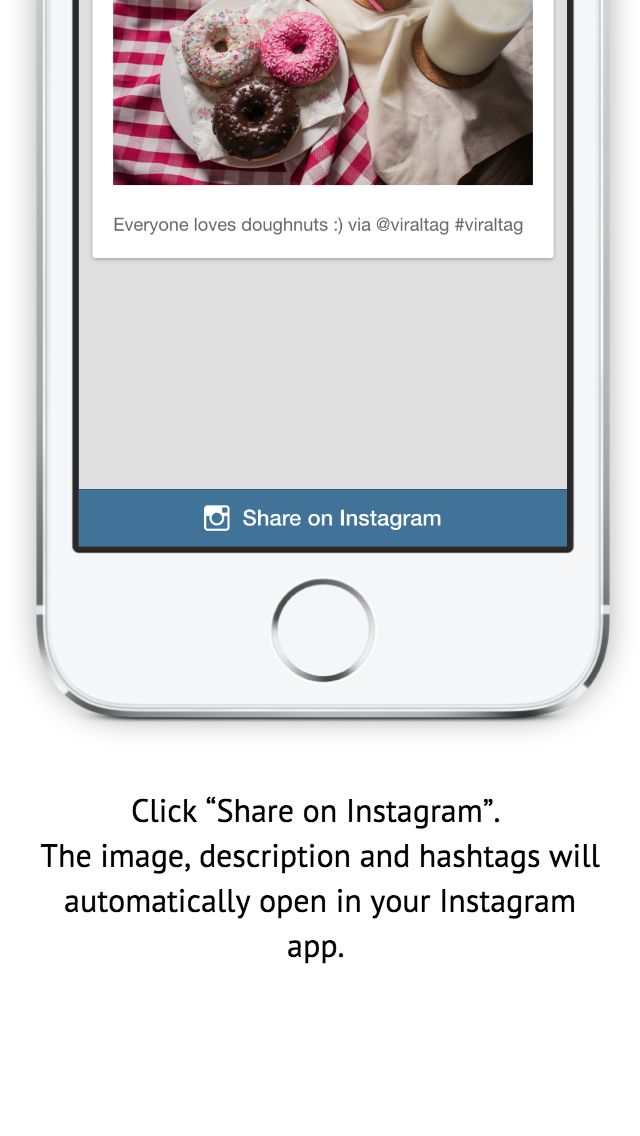 Everyone loves doughnuts :) via @viraltag #viraltag
Share on Instagram
Click “Share on Instagram”.
The image, description and hashtags will
automatically open in your Instagram
app.